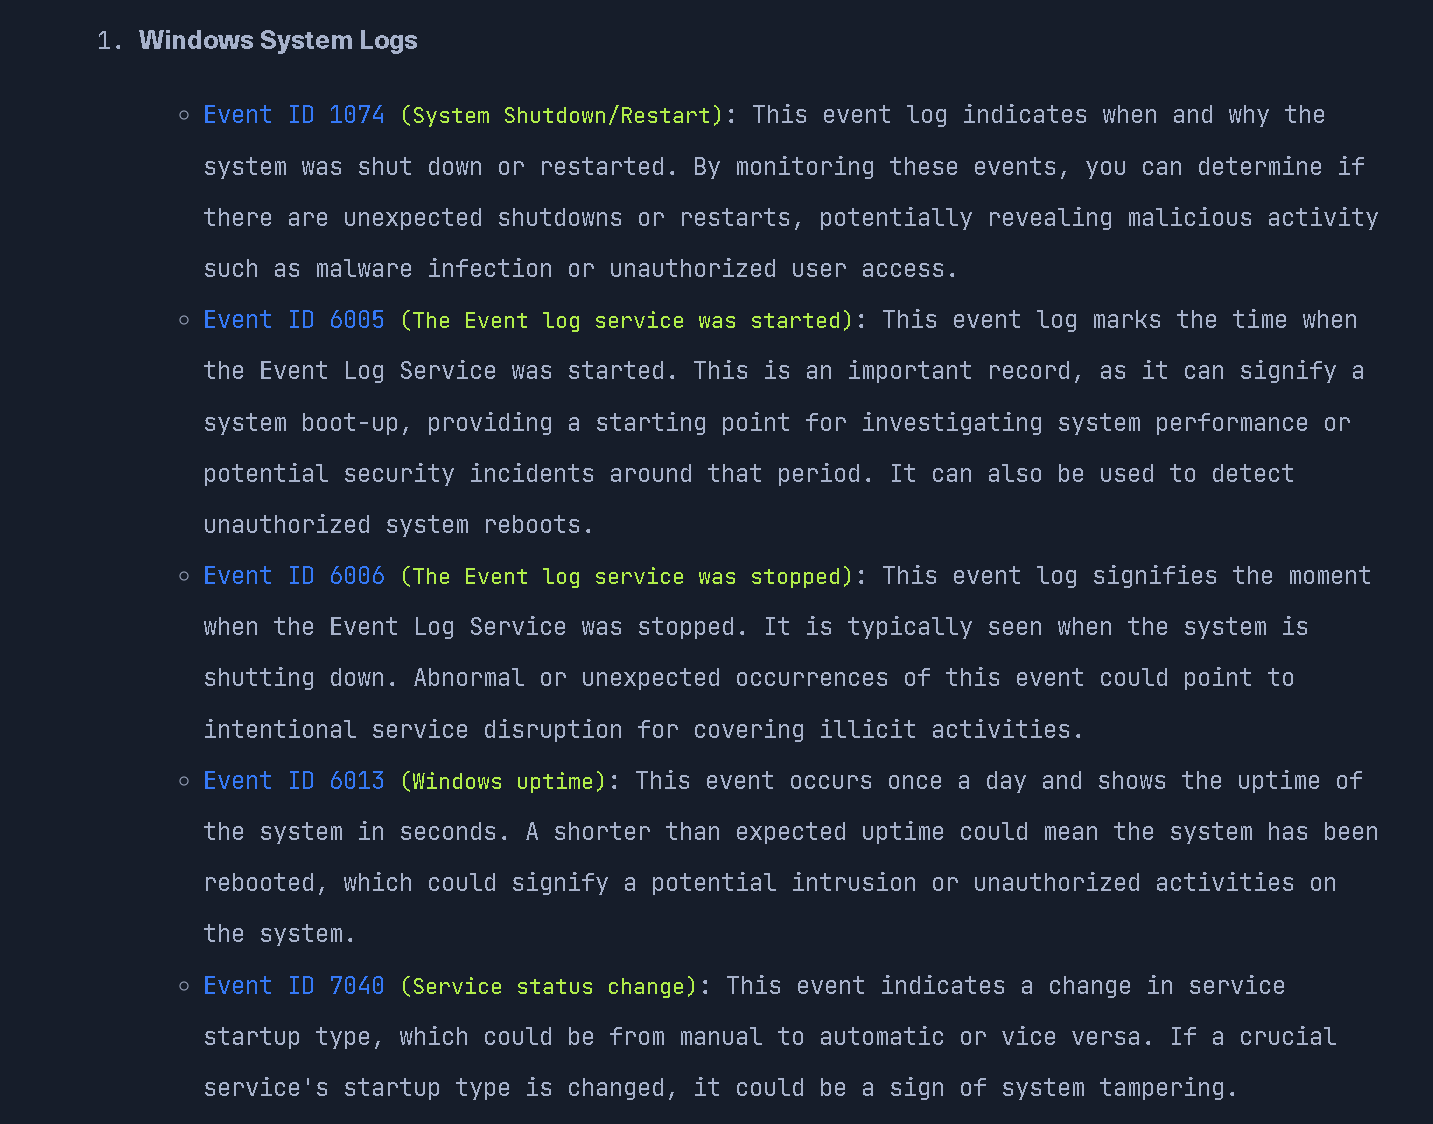 1. Windows System Logs
Event ID 1074 (System Shutdown/Restart): This event log indicates when and why the
system was shut down or restarted. By monitoring these events, you can determine if
there are unexpected shutdowns or restarts, potentially revealing malicious activity
such as malware infection or unauthorized user access.
Event ID 6005 (The Event log service was started): This event log marks the time when
the Event Log Service was started. This is an important record, as it can signify a
system boot-up, providing a starting point for investigating system performance or
potential security incidents around that period. It can also be used to detect
unauthorized system reboots.
Event ID 6006 (The Event log service was stopped): This event log signifies the moment
when the Event Log Service was stopped. It is typically seen when the system is
shutting down. Abnormal or unexpected occurrences of this event could point to
intentional service disruption for covering illicit activities.
Event ID 6013 (Windows uptime): This event occurs once a day and shows the uptime of
the system in seconds. A shorter than expected uptime could mean the system has been
rebooted, which could signify a potential intrusion or unauthorized activities on
the system.
Event ID 7040 (Service status change): This event indicates a change in service
startup type, which could be from manual to automatic or vice versa. If a crucial
service's startup type is changed, it could be a sign of system tampering.